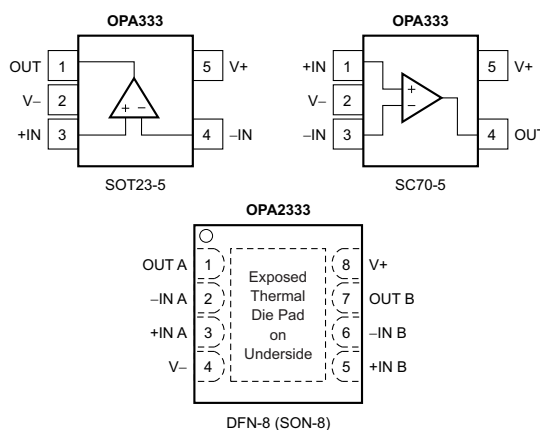 OPA333
OUT 1 5 V+
V– 2
+IN 3 + – 4 –IN
SOT23-5
OPA333
+IN 1 5 V+
V– 2 + –
–IN 3 4 OUT
SC70-5
OPA2333
OUT A 1 8 V+
–IN A 2 7 OUT B
+IN A 3 6 –IN B
V– 4 5 +IN B
Exposed
Thermal
Die Pad
on
Underside
DFN-8 (SON-8)